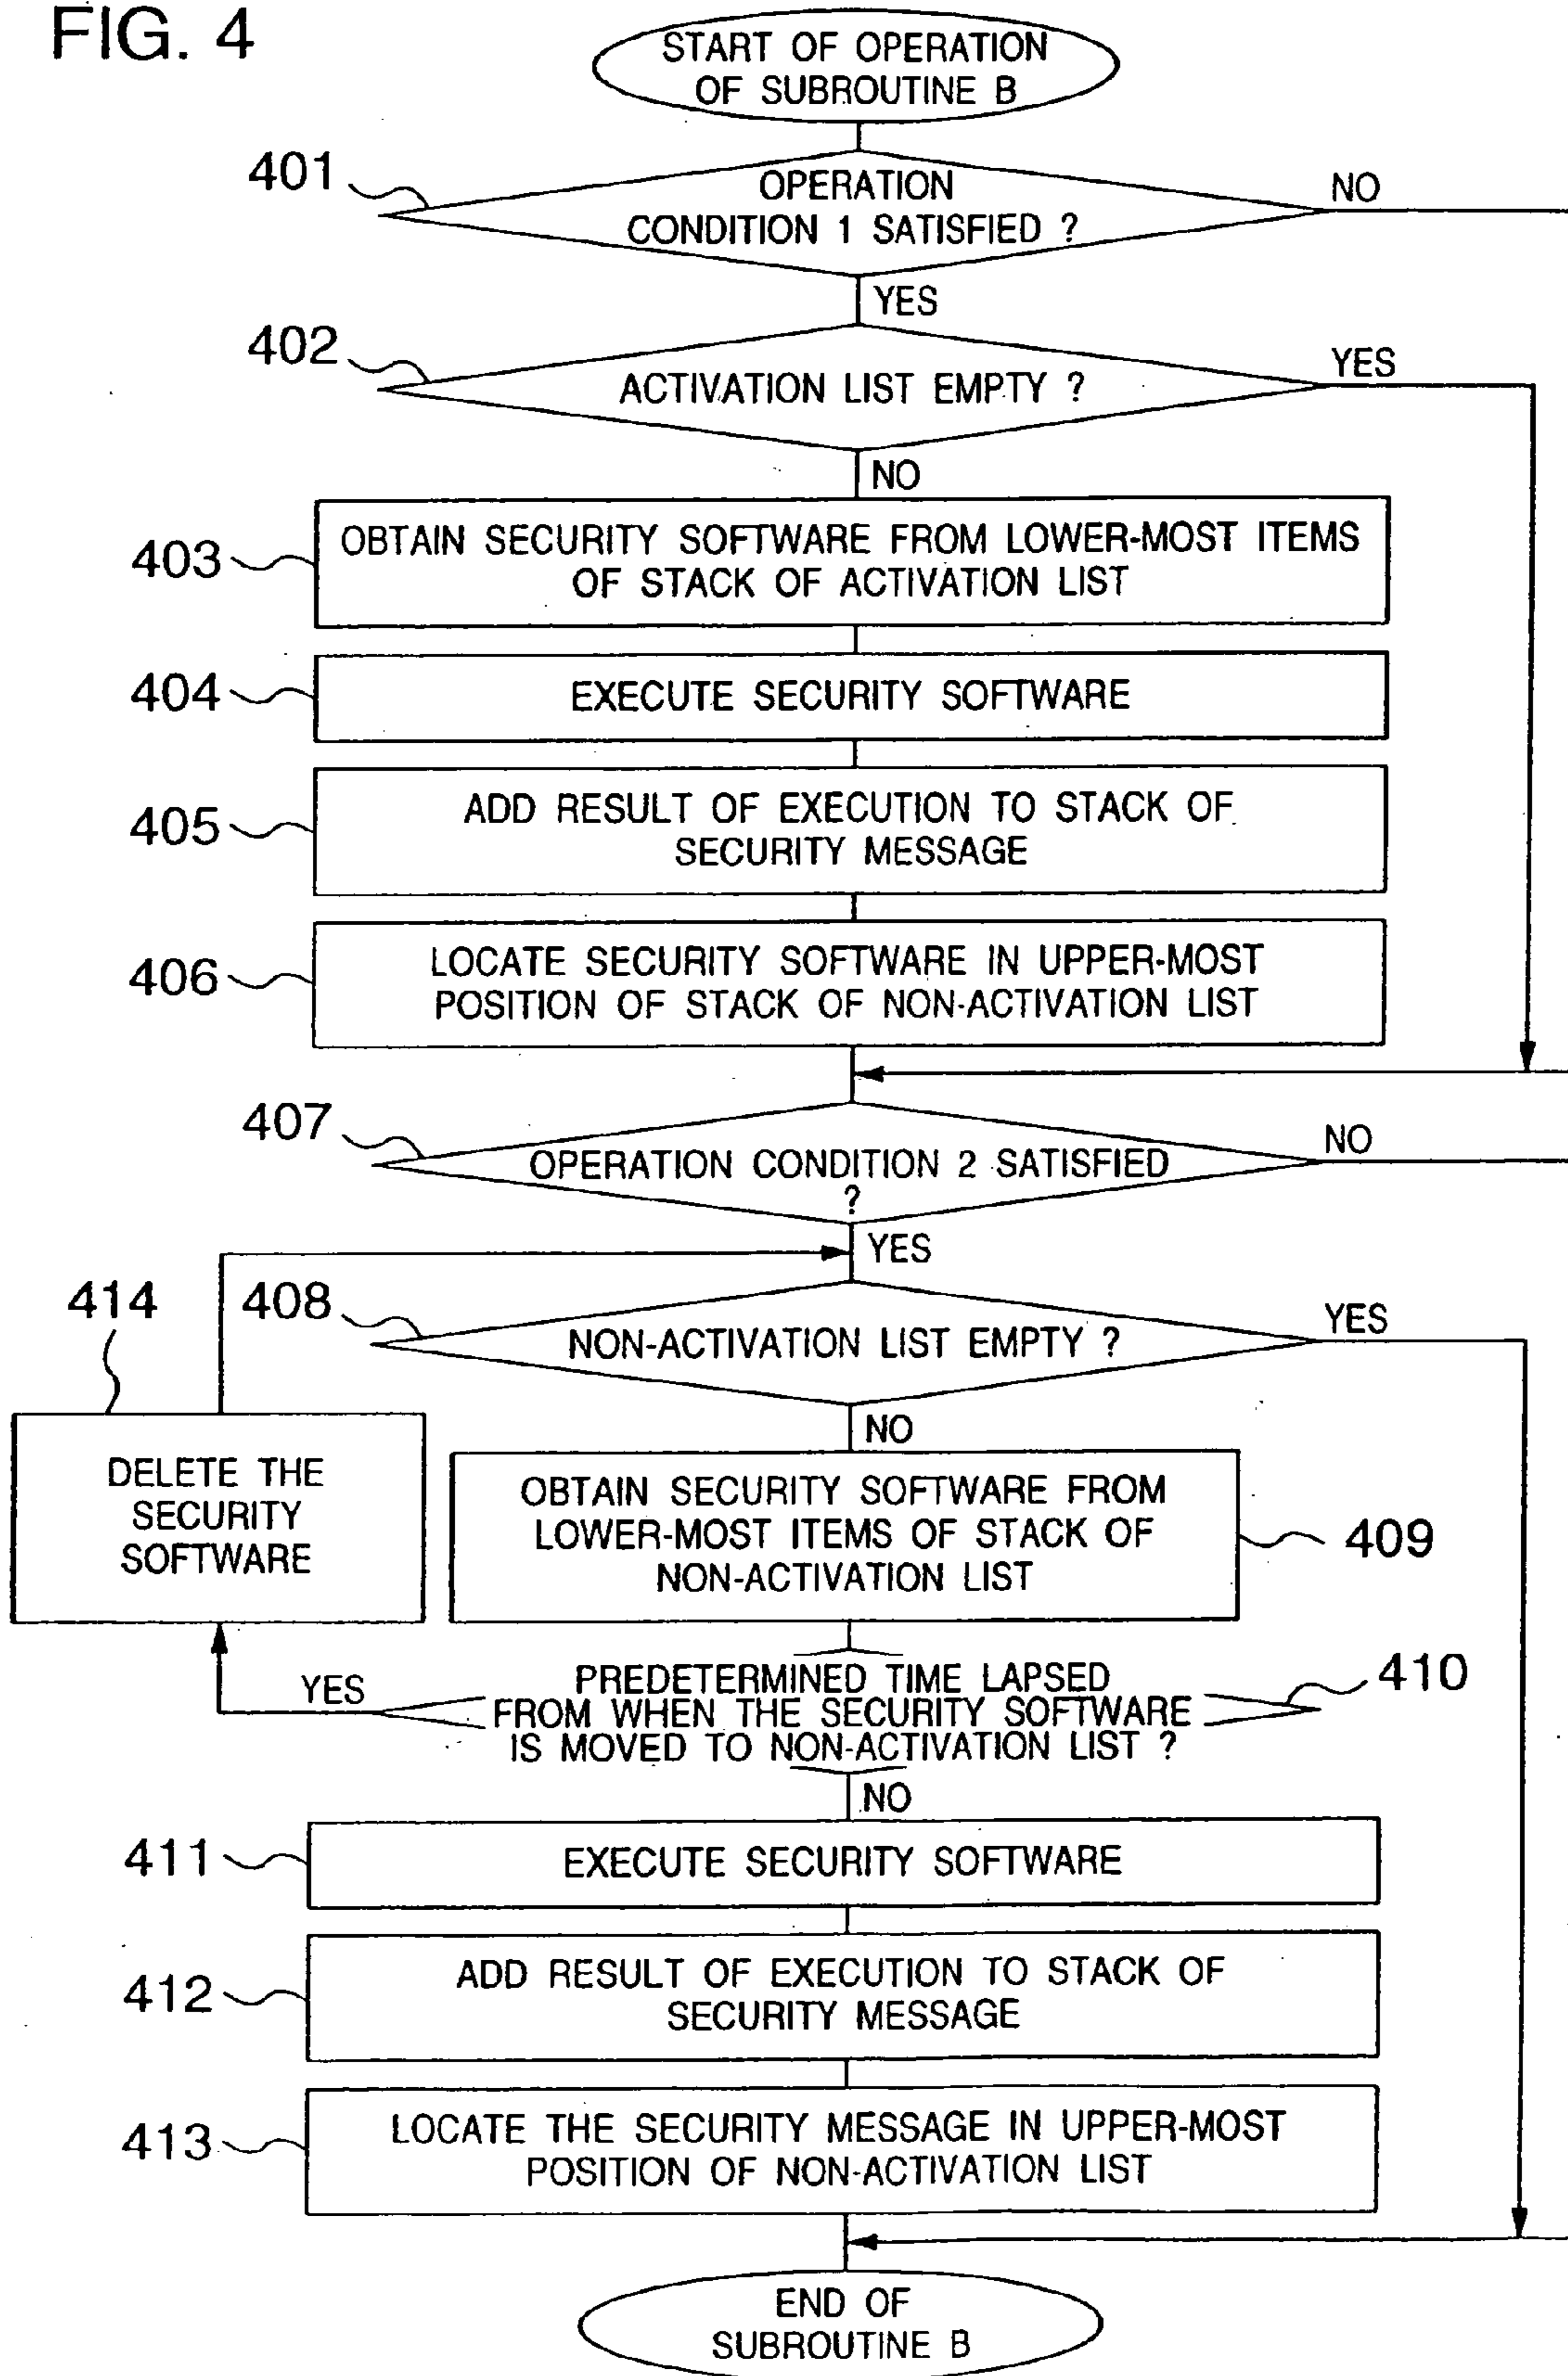 FIG. 4
START OF OPERATION
OF SUBROUTINE B
401
OPERATION
CONDITION 1 SATISFIED ?
NO
YES
402
ACTIVATION LIST EMPTY ?
YES
NO
403
OBTAIN SECURITY SOFTWARE FROM LOWER-MOST ITEMS
OF STACK OF ACTIVATION LIST
404
EXECUTE SECURITY SOFTWARE
405
ADD RESULT OF EXECUTION TO STACK OF
SECURITY MESSAGE
406
LOCATE SECURITY SOFTWARE IN UPPER-MOST
POSITION OF STACK OF NON-ACTIVATION LIST
407
OPERATION CONDITION 2 SATISFIED
?
NO
YES
414
408
NON-ACTIVATION LIST EMPTY ?
YES
NO
DELETE THE
SECURITY
SOFTWARE
OBTAIN SECURITY SOFTWARE FROM
LOWER-MOST ITEMS OF STACK OF
NON-ACTIVATION LIST
409
PREDETERMINED TIME LAPSED
FROM WHEN THE SECURITY SOFTWARE
IS MOVED TO NON-ACTIVATION LIST ?
410
YES
NO
411
EXECUTE SECURITY SOFTWARE
412
ADD RESULT OF EXECUTION TO STACK OF
SECURITY MESSAGE
413
LOCATE THE SECURITY MESSAGE IN UPPER-MOST
POSITION OF NON-ACTIVATION LIST
END OF
SUBROUTINE B